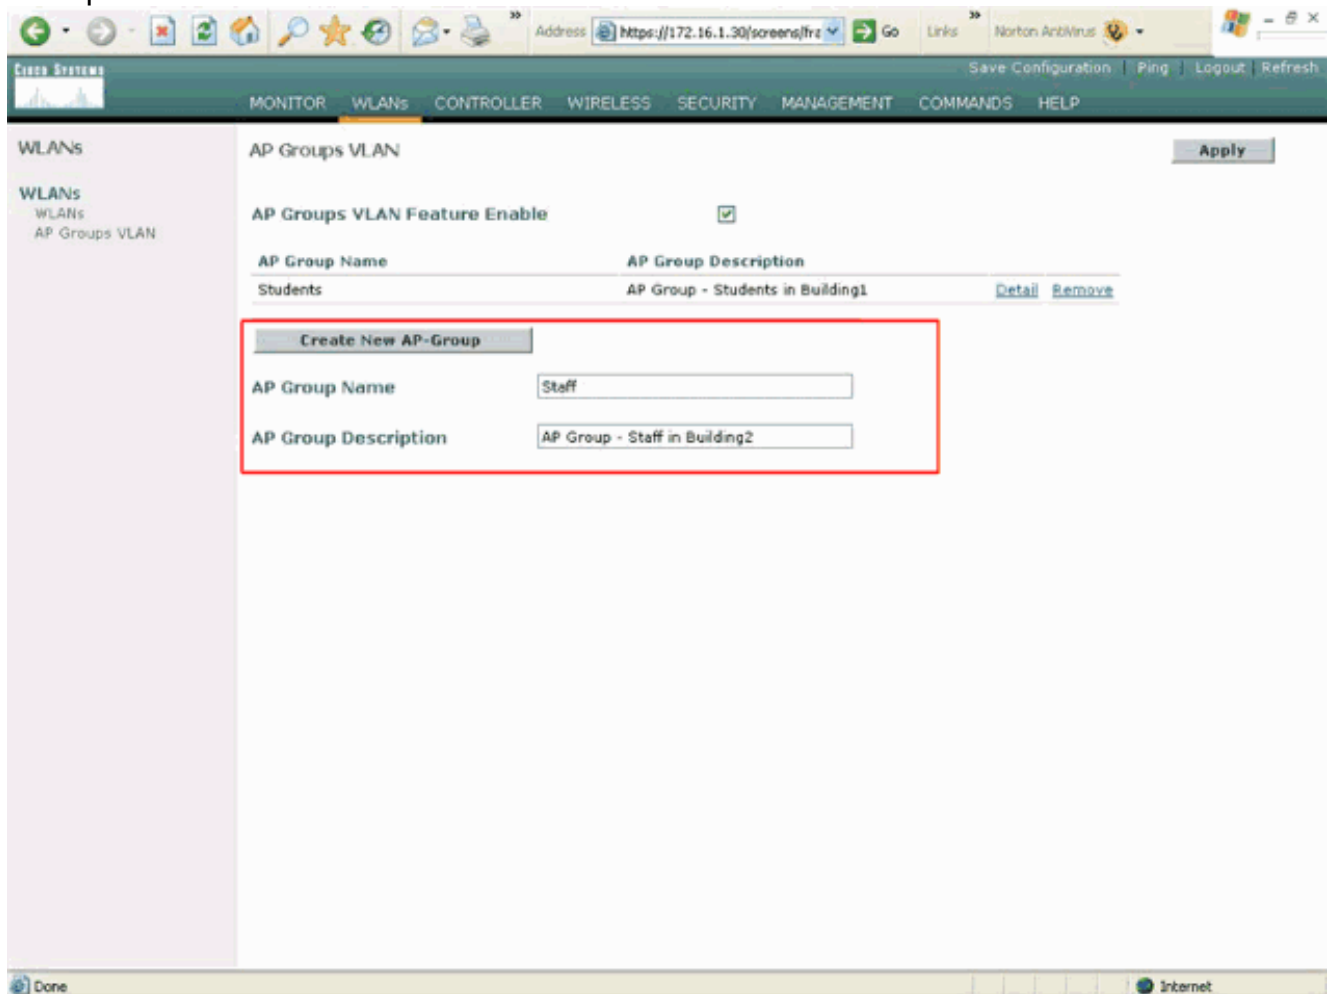 Address https://172.16.1.30/screens/fra Go Links Norton AntiVirus
CISCO SYSTEMS
Save Configuration | Ping | Logout | Refresh
MONITOR WLANs CONTROLLER WIRELESS SECURITY MANAGEMENT COMMANDS HELP
WLANs
AP Groups VLAN
Apply
WLANs
WLANs
AP Groups VLAN
AP Groups VLAN Feature Enable
AP Group Name AP Group Description
Students AP Group - Students in Building1 Detail Remove
Create New AP-Group
AP Group Name Staff
AP Group Description AP Group - Staff in Building2
Done Internet